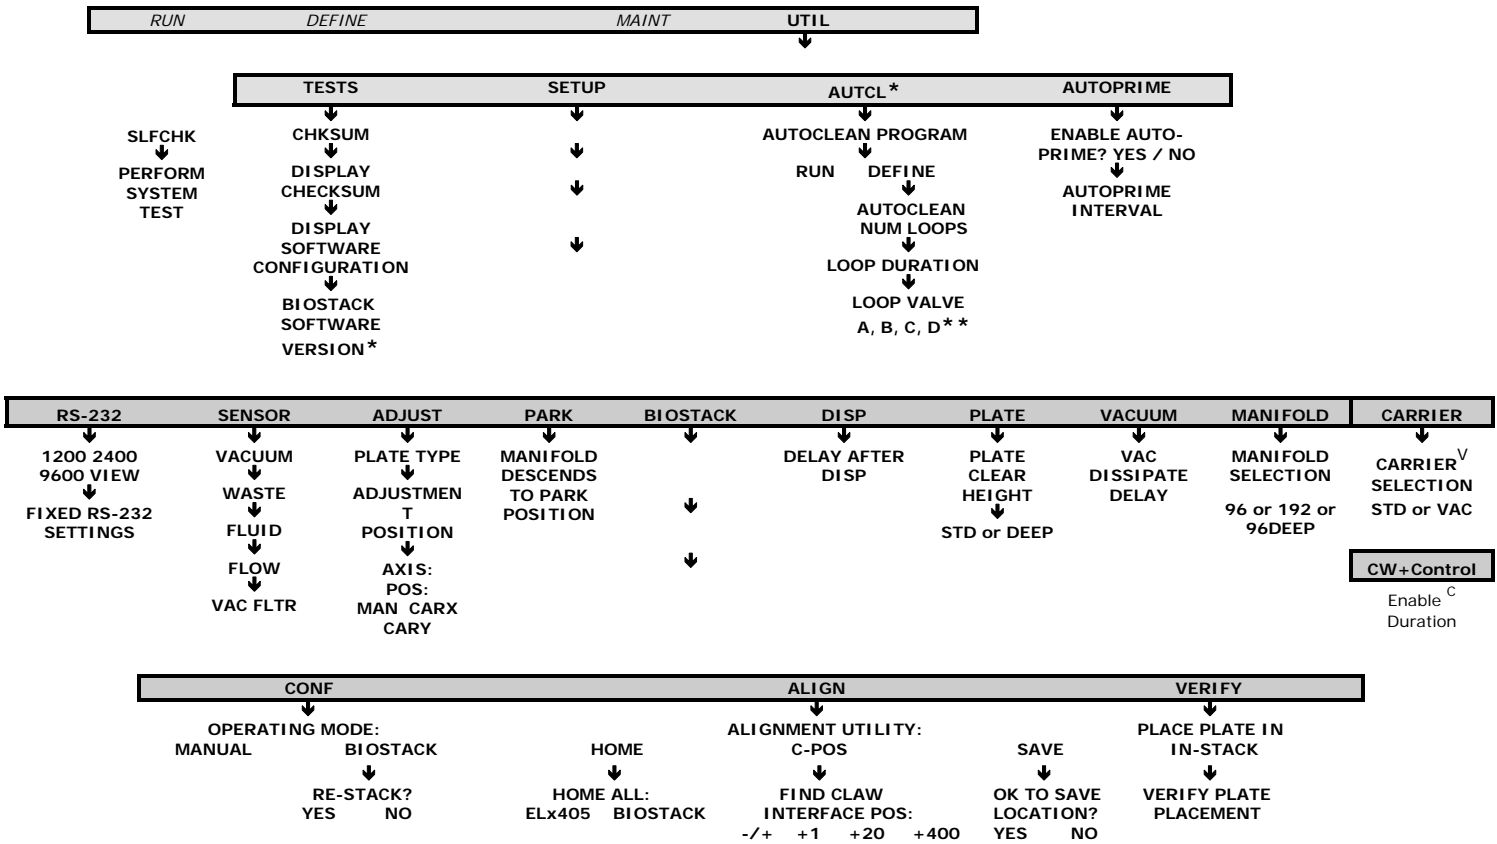 RUN DEFINE MAINT UTIL
TESTS SETUP AUTCL* AUTOPRIME
SLFCHK
PERFORM
SYSTEM
TEST
CHKSUM
DISPLAY
CHECKSUM
DISPLAY
SOFTWARE
CONFIGURATION
BIOSTACK
SOFTWARE
VERSION*
AUTOCLEAN PROGRAM
RUN DEFINE
AUTOCLEAN
NUM LOOPS
LOOP DURATION
LOOP VALVE
A, B, C, D**
ENABLE AUTO-
PRIME? YES / NO
AUTOPRIME
INTERVAL
RS-232 SENSOR ADJUST PARK BIOSTACK DISP PLATE VACUUM MANIFOLD CARRIER
1200 2400
9600 VIEW
FIXED RS-232
SETTINGS
VACUUM
WASTE
FLUID
FLOW
VAC FLTR
PLATE TYPE
ADJUSTMEN
T
POSITION
AXIS:
POS:
MAN CARX
CARY
MANIFOLD
DESCENDS
TO PARK
POSITION
DELAY AFTER
DISP
PLATE
CLEAR
HEIGHT
STD or DEEP
VAC
DISSIPATE
DELAY
MANIFOLD
SELECTION
96 or 192 or
96DEEP
CARRIER V
SELECTION
STD or VAC
CW+Control
Enable C
Duration
CONF ALIGN VERIFY
OPERATING MODE:
MANUAL BIOSTACK
RE-STACK?
YES NO
HOME
HOME ALL:
ELx405 BIOSTACK
ALIGNMENT UTILITY:
C-POS
FIND CLAW
INTERFACE POS:
-/+ +1 +20 +400
SAVE
OK TO SAVE
LOCATION?
YES NO
PLACE PLATE IN
IN-STACK
VERIFY PLATE
PLACEMENT